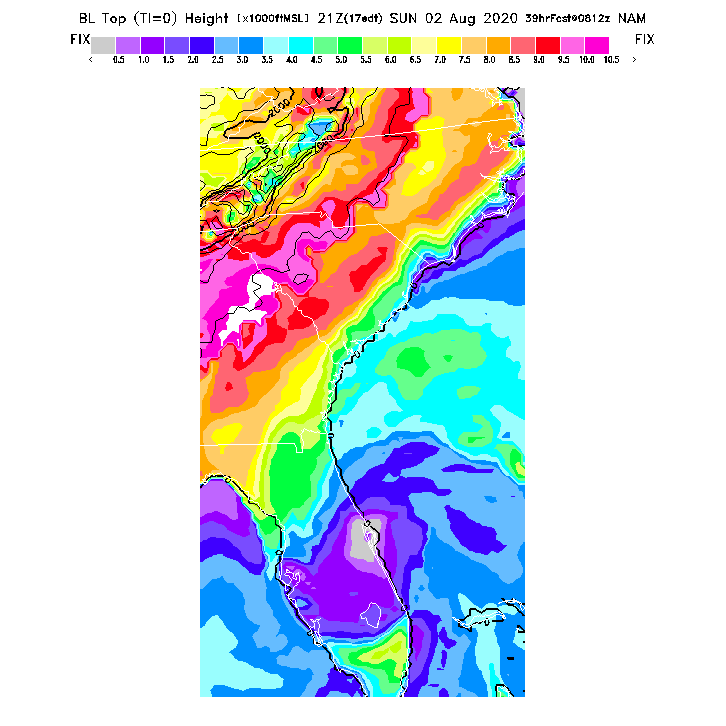 BL Top (TI=0) Height [x1000ftMSL] 21Z(17edt) SUN 02 Aug 2020 39hrFcst@0812z NAM
FIX FIX
< 0.5 1.0 1.5 2.0 2.5 3.0 3.5 4.0 4.5 5.0 5.5 6.0 6.5 7.0 7.5 8.0 8.5 9.0 9.5 10.0 10.5 >
2000
2000